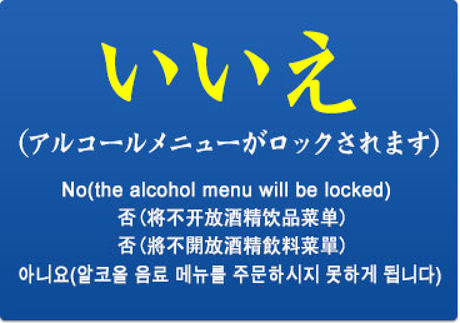 いいえ
(アルコールメニューがロックされます)
No(the alcohol menu will be locked)
否(将不开放酒精饮品菜单)
否(將不開放酒精飲料菜單)
아니요(알코올 음료 메뉴를 주문하시지 못하게 됩니다)